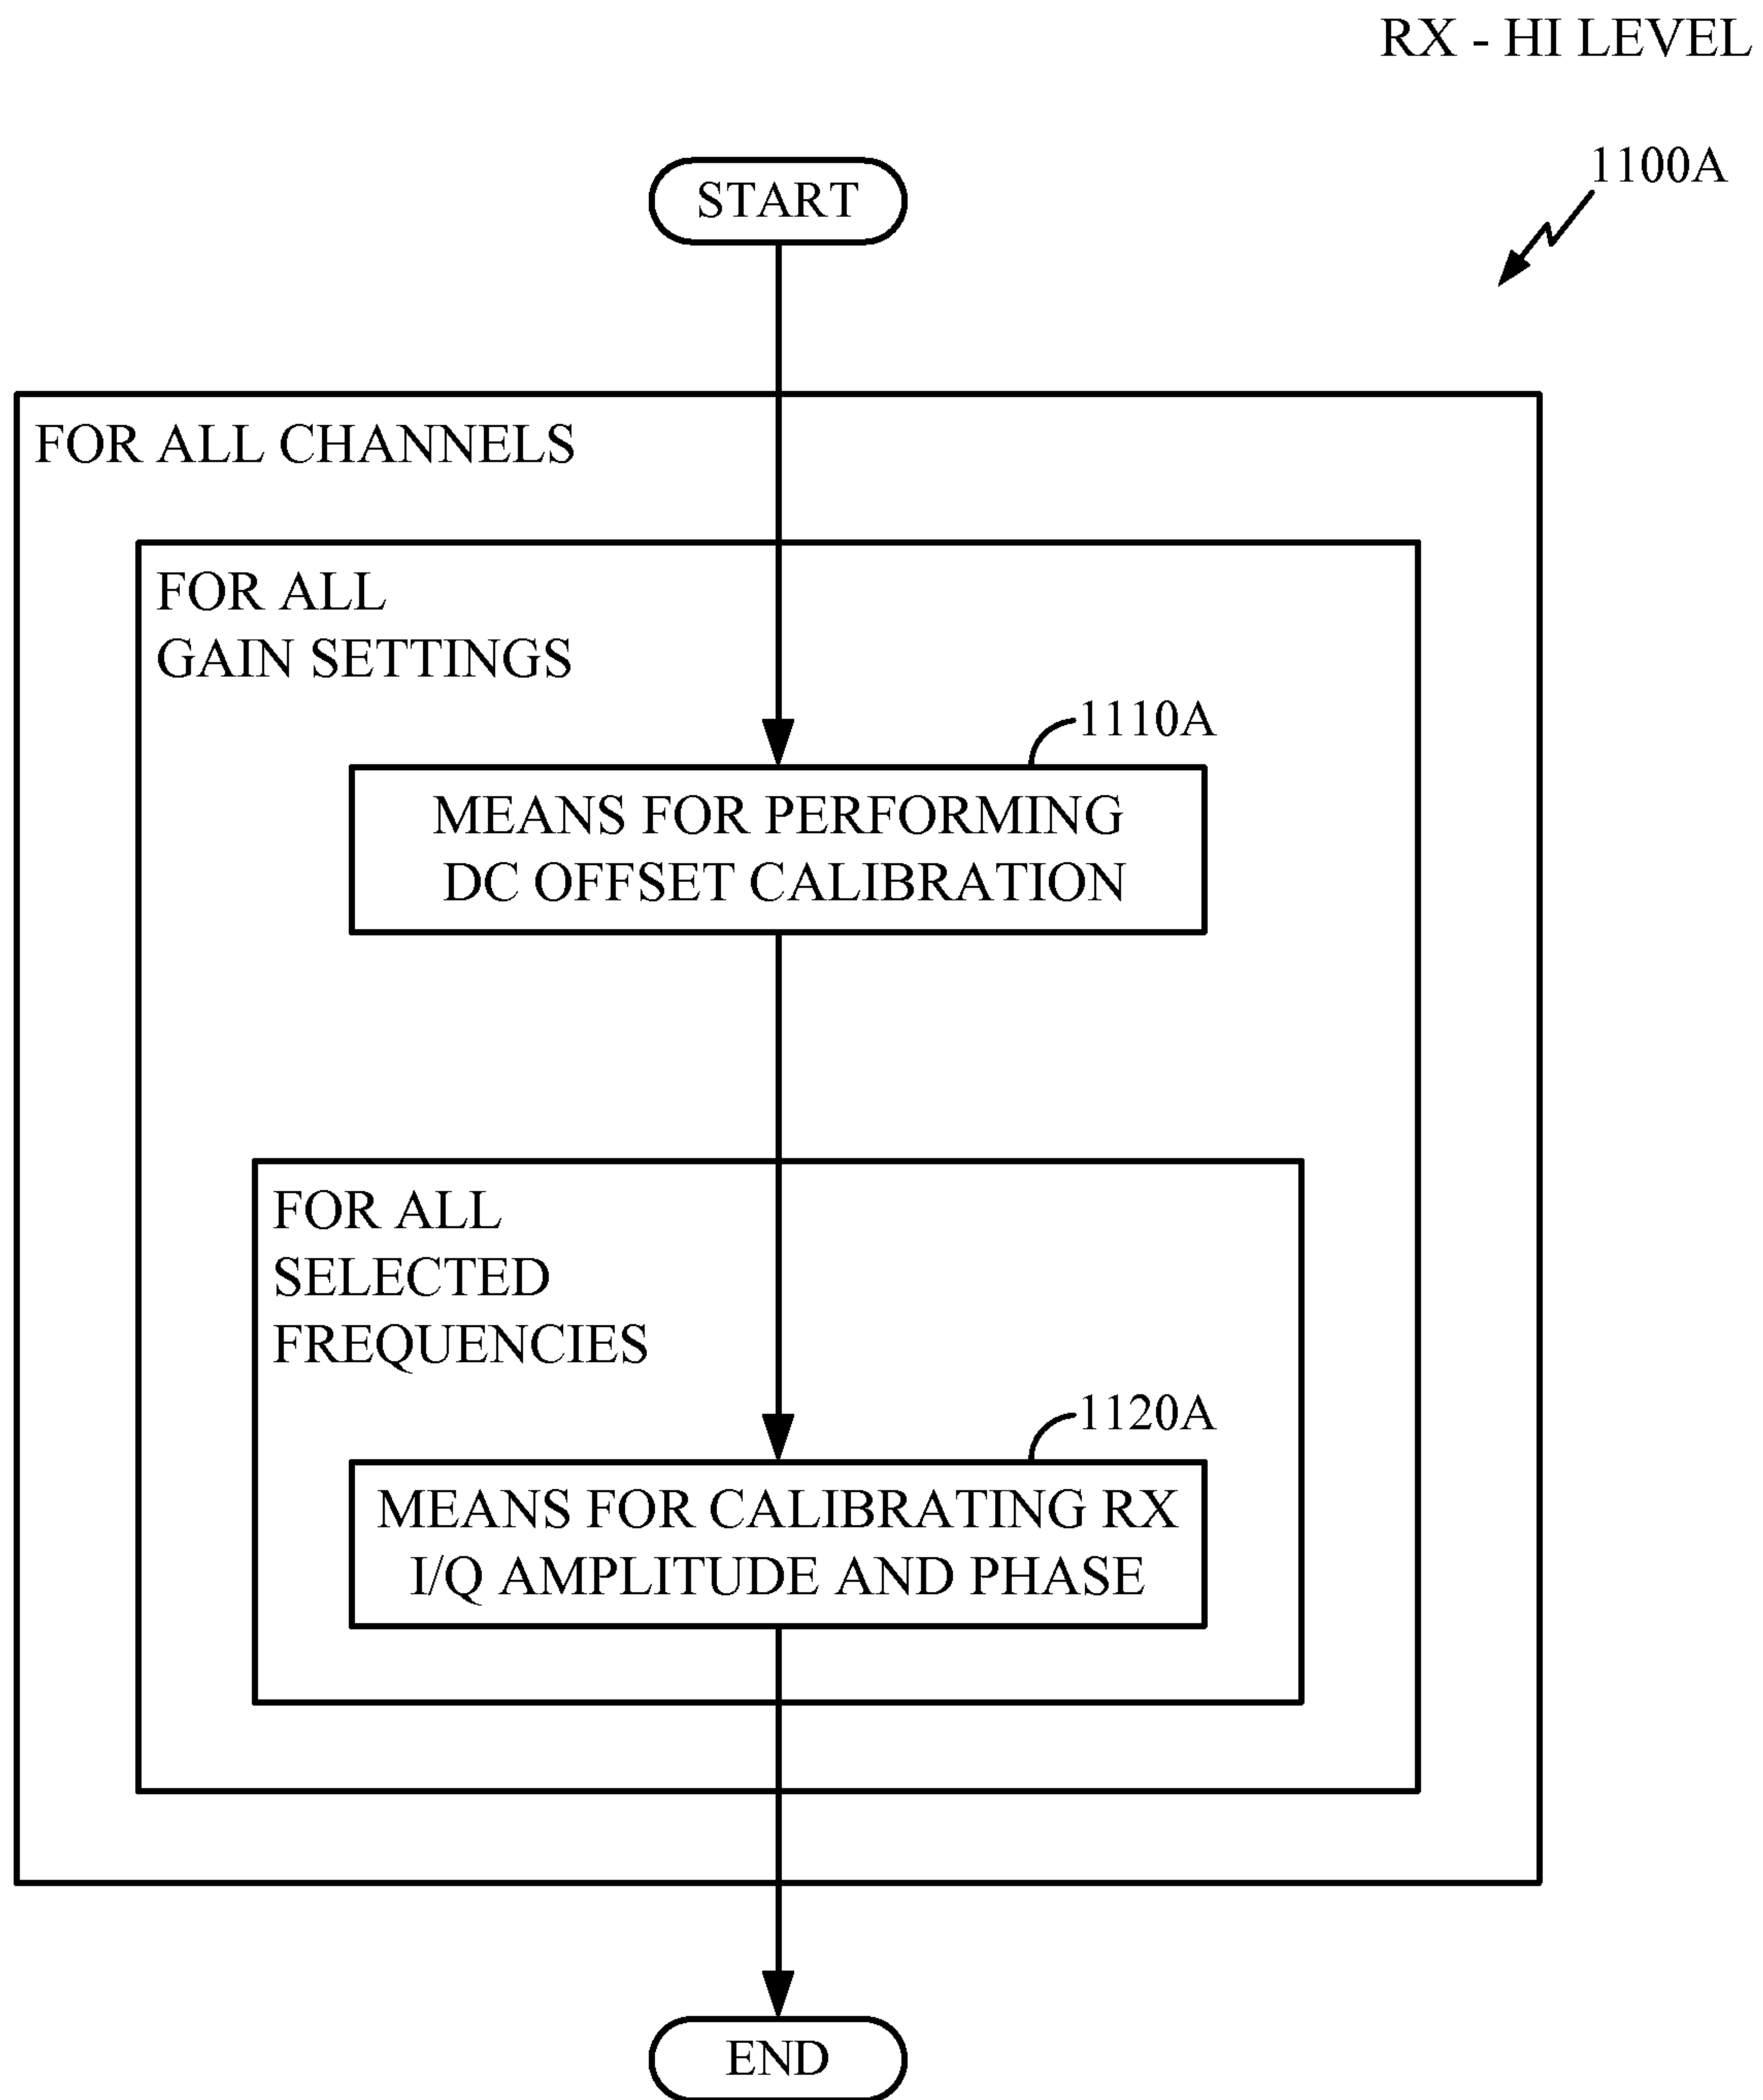 RX - HI LEVEL
1100A
START
FOR ALL CHANNELS
FOR ALL
GAIN SETTINGS
1110A
MEANS FOR PERFORMING
DC OFFSET CALIBRATION
FOR ALL
SELECTED
FREQUENCIES
1120A
MEANS FOR CALIBRATING RX
I/Q AMPLITUDE AND PHASE
END